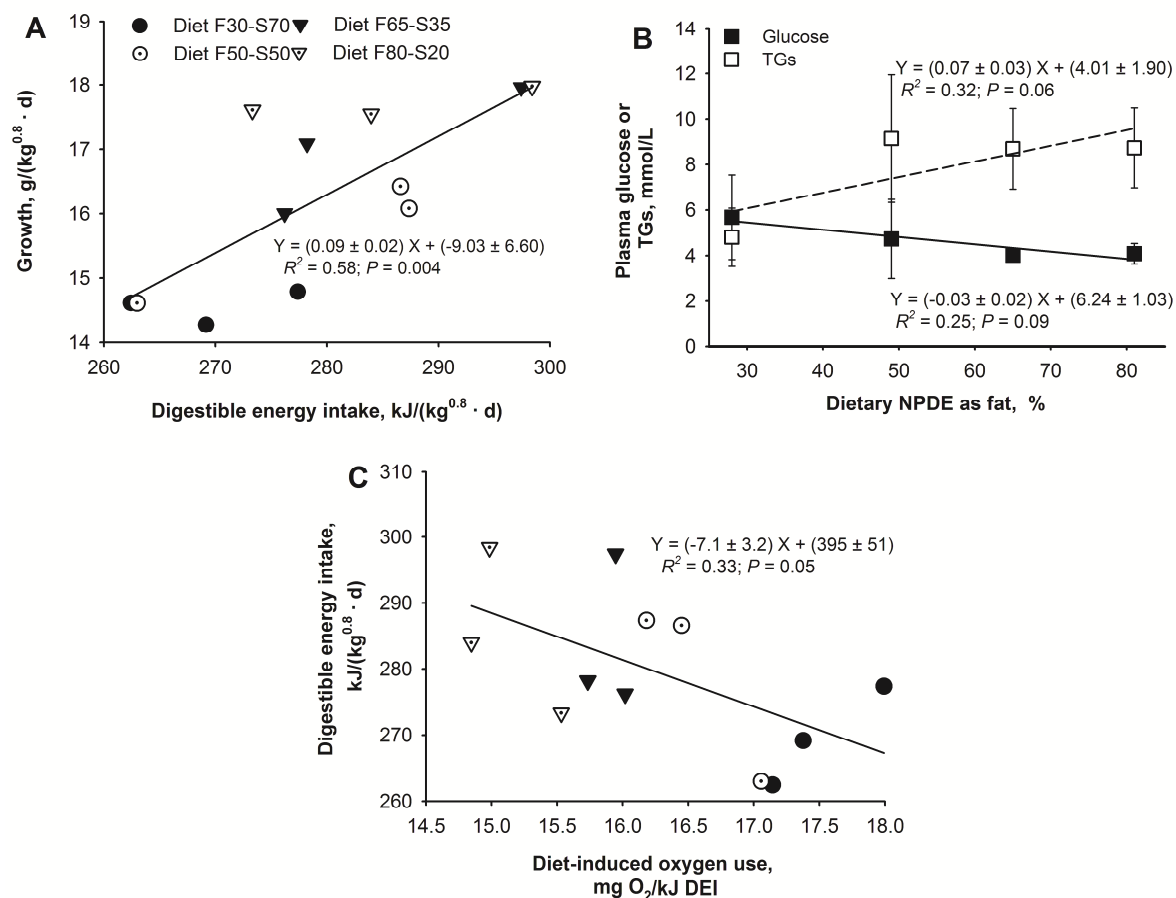 A
Diet F30-S70
Diet F65-S35
Diet F50-S50
Diet F80-S20
19
18
17
16
15
14
Growth, g/(kg0.8 · d)
Y = (0.09 ± 0.02) X + (-9.03 ± 6.60)
R2 = 0.58; P = 0.004
260
270
280
290
300
Digestible energy intake, kJ/(kg0.8 · d)
B
Glucose
TGs
14
12
10
8
6
4
2
0
Plasma glucose or
TGs, mmol/L
Y = (0.07 ± 0.03) X + (4.01 ± 1.90)
R2 = 0.32; P = 0.06
Y = (-0.03 ± 0.02) X + (6.24 ± 1.03)
R2 = 0.25; P = 0.09
30
40
50
60
70
80
Dietary NPDE as fat, %
C
310
300
290
280
270
260
Digestible energy intake,
kJ/(kg0.8 · d)
Y = (-7.1 ± 3.2) X + (395 ± 51)
R2 = 0.33; P = 0.05
14.5
15.0
15.5
16.0
16.5
17.0
17.5
18.0
Diet-induced oxygen use,
mg O2/kJ DEI